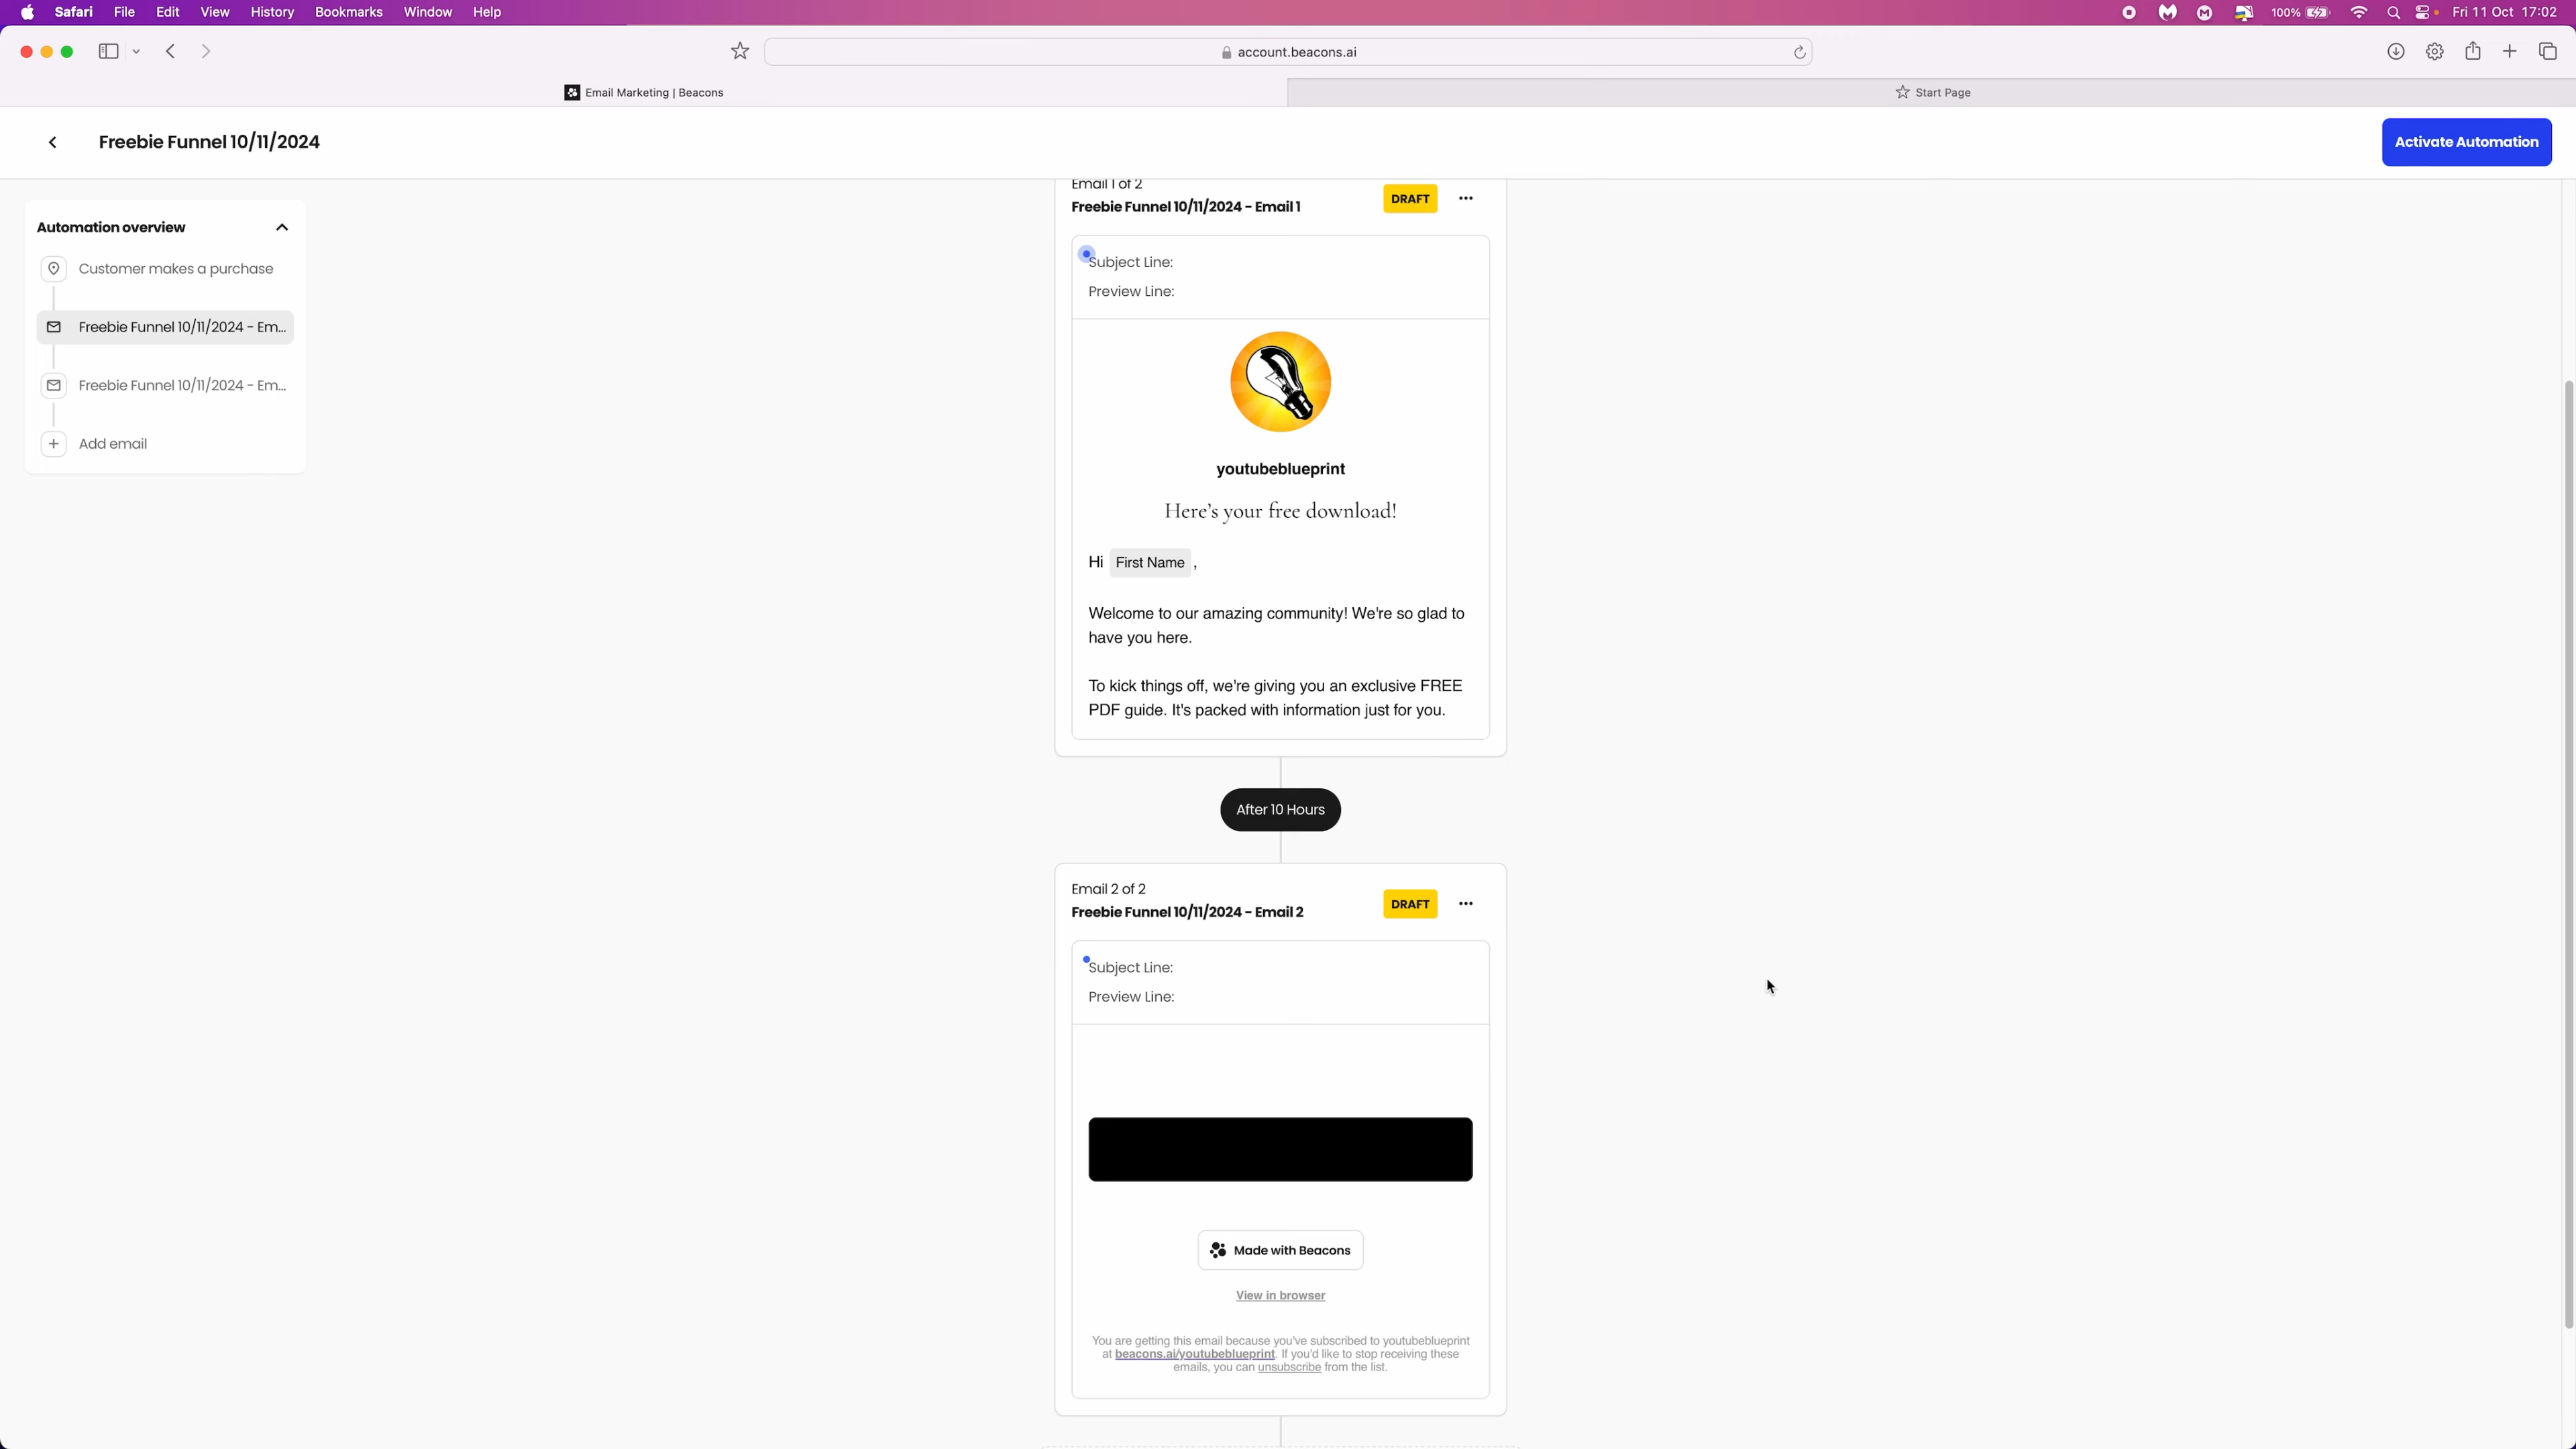 Safari File Edit View History Bookmarks Window Help
100% Fri 11 Oct 17:02
account.beacons.ai
Email Marketing | Beacons
Start Page
Freebie Funnel 10/11/2024
Activate Automation
Automation overview
Customer makes a purchase
Freebie Funnel 10/11/2024 - Em...
Freebie Funnel 10/11/2024 - Em...
Add email
Email 1 of 2
Freebie Funnel 10/11/2024 - Email 1
DRAFT
Subject Line:
Preview Line:
youtubeblueprint
Here's your free download!
Hi First Name ,
Welcome to our amazing community! We're so glad to
have you here.
To kick things off, we're giving you an exclusive FREE
PDF guide. It's packed with information just for you.
After 10 Hours
Email 2 of 2
Freebie Funnel 10/11/2024 - Email 2
DRAFT
Subject Line:
Preview Line:
Made with Beacons
View in browser
You are getting this email because you've subscribed to youtubeblueprint
at beacons.ai/youtubeblueprint. If you'd like to stop receiving these
emails, you can unsubscribe from the list.